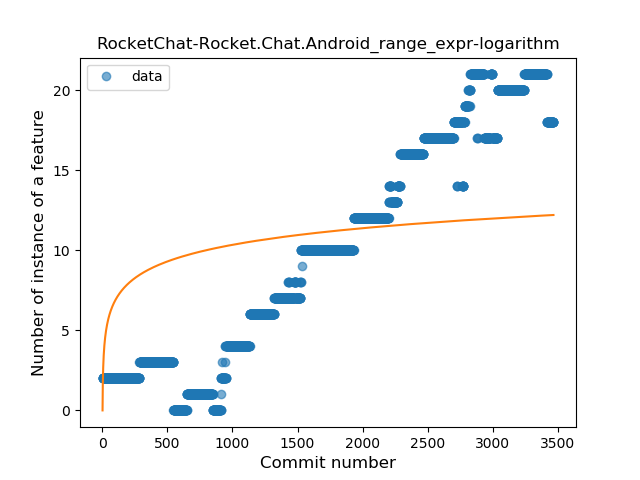 RocketChat-Rocket.Chat.Android_range_expr-logarithm
data
Number of instance of a feature
20
15
10
5
0
0 500 1000 1500 2000 2500 3000 3500
Commit number